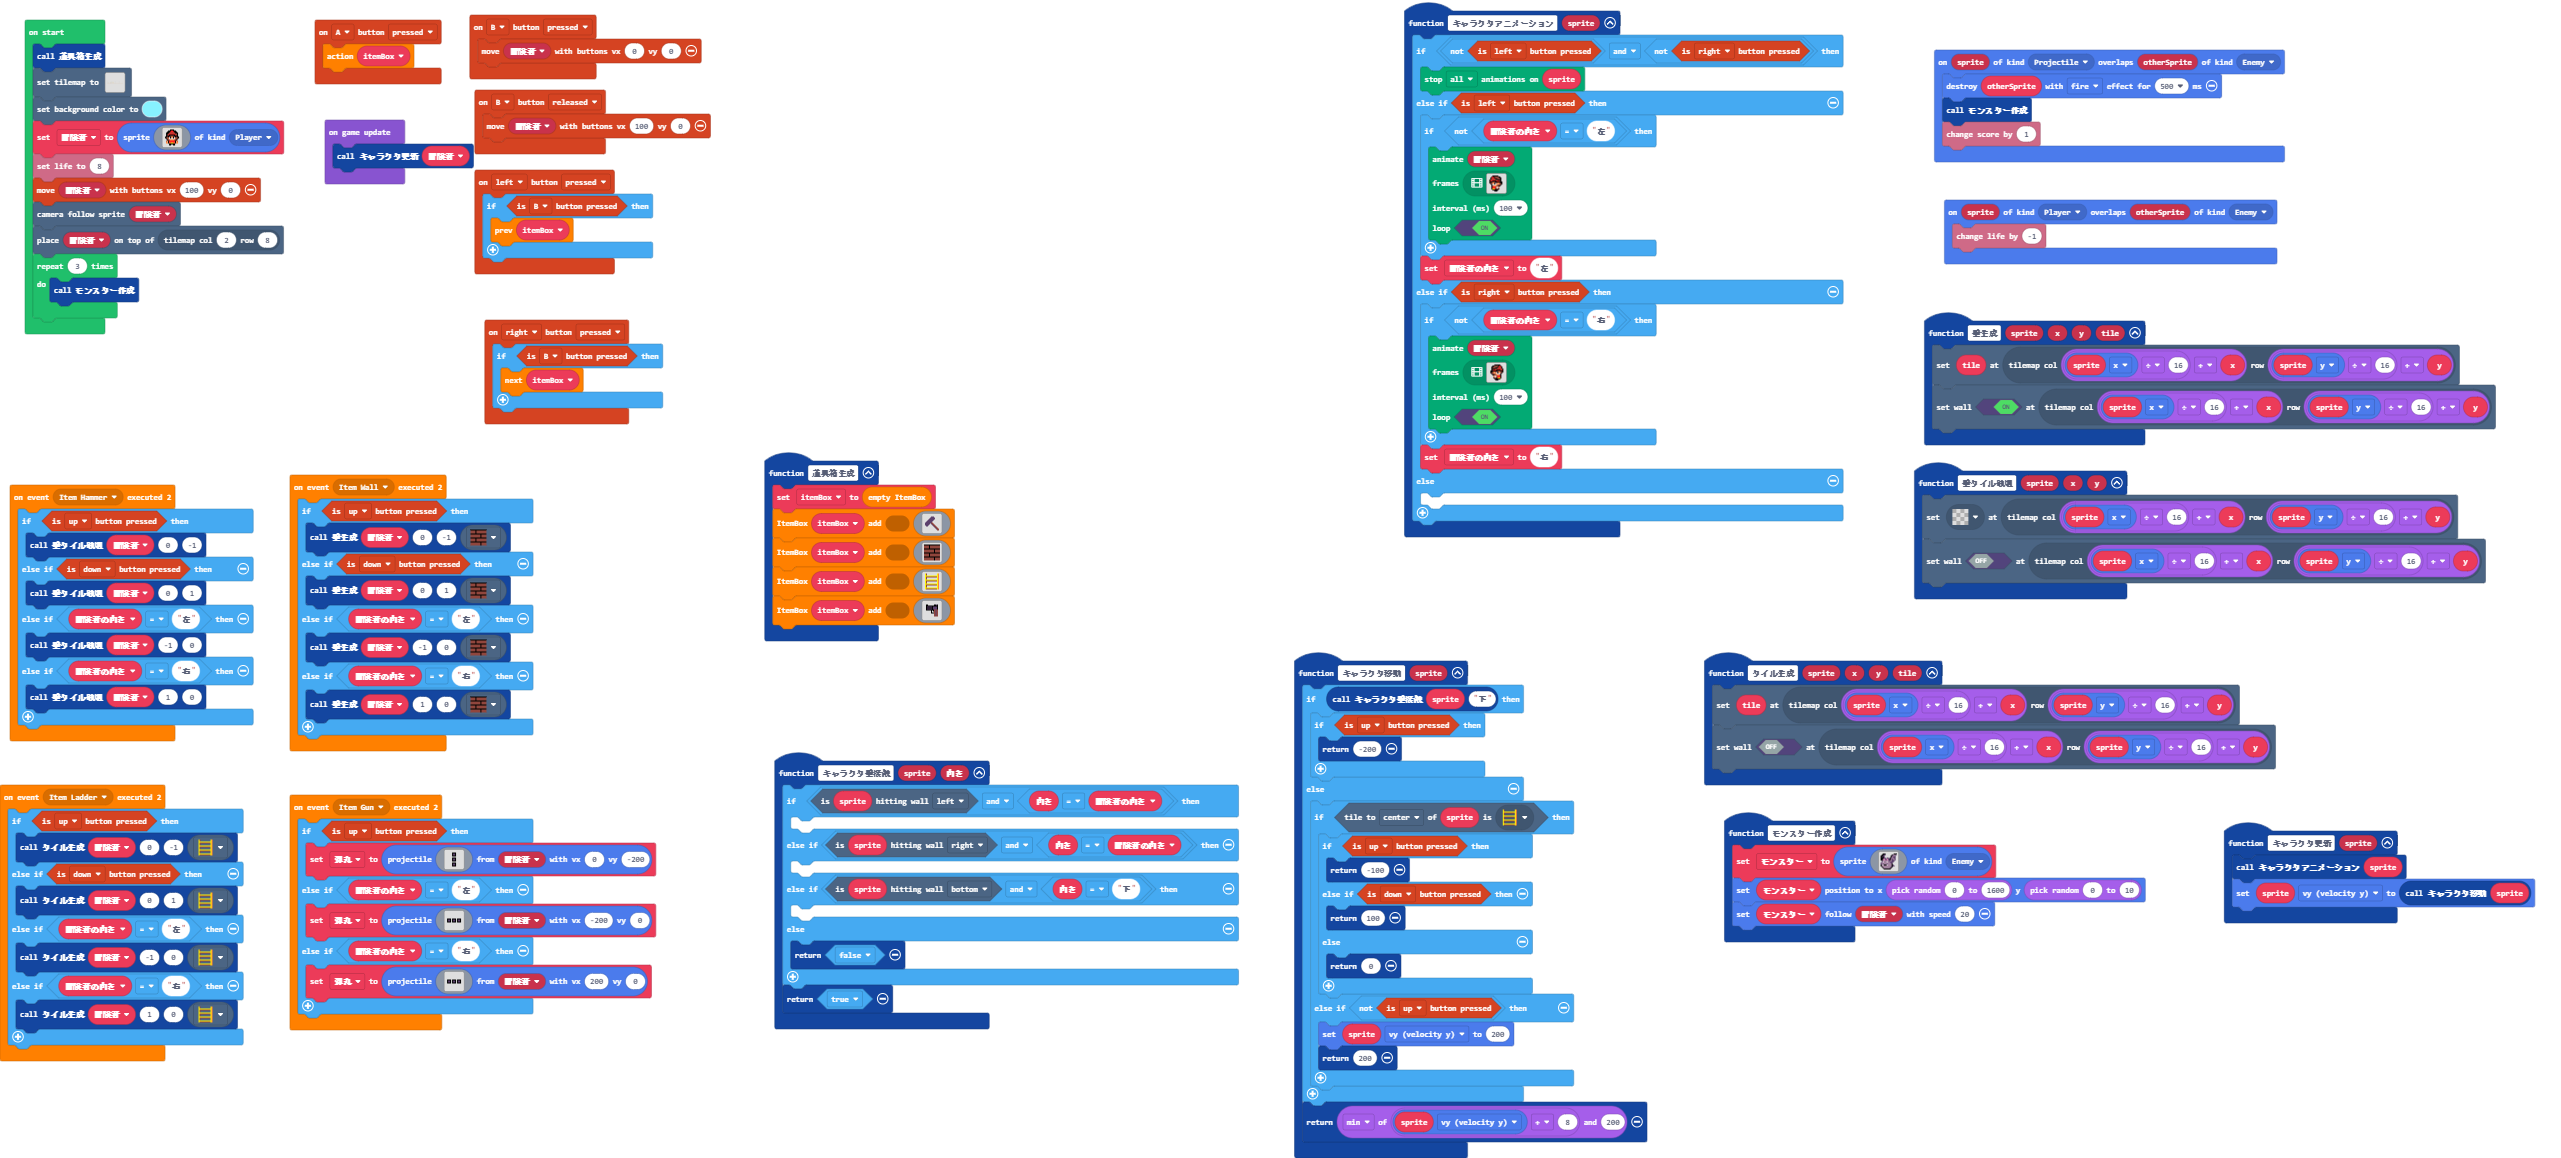 on start
call 道具箱生成
set tilemap to
set background color to
set 冒険者 to sprite of kind Player
set life to 8
move 冒険者 with buttons vx 100 vy 0
camera follow sprite 冒険者
place 冒険者 on top of tilemap col 2 row 8
repeat 3 times
do call モンスター作成
on A button pressed
action itemBox
on game update
call キャラクタ更新 冒険者
on B button pressed
move 冒険者 with buttons vx 0 vy 0
on B button released
move 冒険者 with buttons vx 100 vy 0
on left button pressed
if is B button pressed then
prev itemBox
on right button pressed
if is B button pressed then
next itemBox
on event Item Hammer executed 2
if is up button pressed then
call 壁タイル破壊 冒険者 0 -1
else if is down button pressed then
call 壁タイル破壊 冒険者 0 1
else if 冒険者の向き = "左" then
call 壁タイル破壊 冒険者 -1 0
else if 冒険者の向き = "右" then
call 壁タイル破壊 冒険者 1 0
on event Item Wall executed 2
if is up button pressed then
call 壁生成 冒険者 0 -1
else if is down button pressed then
call 壁生成 冒険者 0 1
else if 冒険者の向き = "左" then
call 壁生成 冒険者 -1 0
else if 冒険者の向き = "右" then
call 壁生成 冒険者 1 0
on event Item Ladder executed 2
if is up button pressed then
call タイル生成 冒険者 0 -1
else if is down button pressed then
call タイル生成 冒険者 0 1
else if 冒険者の向き = "左" then
call タイル生成 冒険者 -1 0
else if 冒険者の向き = "右" then
call タイル生成 冒険者 1 0
on event Item Gun executed 2
if is up button pressed then
set 弾丸 to projectile from 冒険者 with vx 0 vy -200
else if 冒険者の向き = "左" then
set 弾丸 to projectile from 冒険者 with vx -200 vy 0
else if 冒険者の向き = "右" then
set 弾丸 to projectile from 冒険者 with vx 200 vy 0
function 道具箱生成
set itemBox to empty ItemBox
ItemBox itemBox add
ItemBox itemBox add
ItemBox itemBox add
ItemBox itemBox add
function キャラクタ壁接触 sprite 向き
if is sprite hitting wall left and 向き = 冒険者の向き then
else if is sprite hitting wall right and 向き = 冒険者の向き then
else if is sprite hitting wall bottom and 向き = "下" then
else
return false
return true
function キャラクタアニメーション sprite
if not is left button pressed and not is right button pressed then
stop all animations on sprite
else if is left button pressed then
if not 冒険者の向き = "左" then
animate 冒険者
frames
interval (ms) 100
loop ON
set 冒険者の向き to "左"
else if is right button pressed then
if not 冒険者の向き = "右" then
animate 冒険者
frames
interval (ms) 100
loop ON
set 冒険者の向き to "右"
else
function キャラクタ移動 sprite
if call キャラクタ壁接触 sprite "下" then
if is up button pressed then
return -200
else
if tile to center of sprite is then
if is up button pressed then
return -100
else if is down button pressed then
return 100
else
return 0
else if not is up button pressed then
set sprite vy (velocity y) to 200
return 200
return min of sprite vy (velocity y) + 8 and 200
on sprite of kind Projectile overlaps otherSprite of kind Enemy
destroy otherSprite with fire effect for 500 ms
call モンスター作成
change score by 1
on sprite of kind Player overlaps otherSprite of kind Enemy
change life by -1
function 壁生成 sprite x y tile
set tile at tilemap col sprite x ÷ 16 + x row sprite y ÷ 16 + y
set wall ON at tilemap col sprite x ÷ 16 + x row sprite y ÷ 16 + y
function 壁タイル破壊 sprite x y
set at tilemap col sprite x ÷ 16 + x row sprite y ÷ 16 + y
set wall OFF at tilemap col sprite x ÷ 16 + x row sprite y ÷ 16 + y
function タイル生成 sprite x y tile
set tile at tilemap col sprite x ÷ 16 + x row sprite y ÷ 16 + y
set wall OFF at tilemap col sprite x ÷ 16 + x row sprite y ÷ 16 + y
function モンスター作成
set モンスター to sprite of kind Enemy
set モンスター position to x pick random 0 to 1600 y pick random 0 to 10
set モンスター follow 冒険者 with speed 20
function キャラクタ更新 sprite
call キャラクタアニメーション sprite
set sprite vy (velocity y) to call キャラクタ移動 sprite